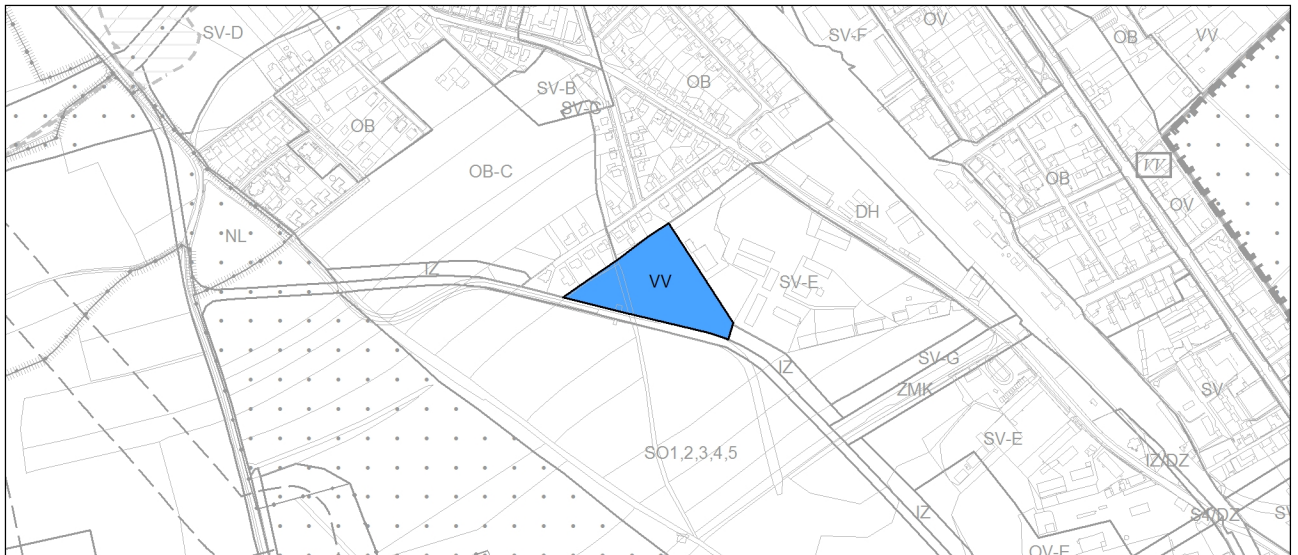 SV-D
SV-F
OV
OB
VV
OB
SV-B
SV-C
OB
OB-C
OB
VV
OV
DH
NL
IZ
VV
SV-E
IZ
SV-G
ZMK
SV
SV-E
SO1,2,3,4,5
IZ/DZ
IZ
S4/DZ
OV-F